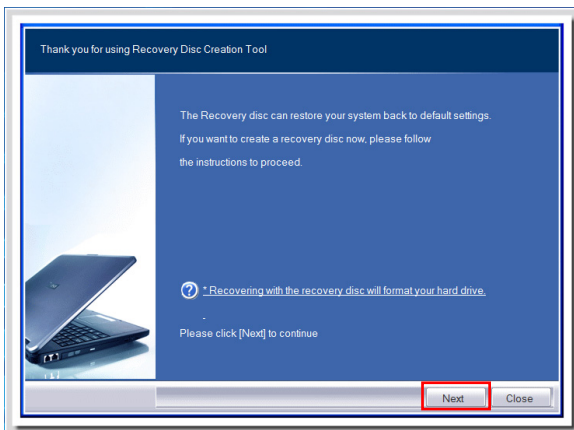 Thank you for using Recovery Disc Creation Tool
The Recovery disc can restore your system back to default settings.
If you want to create a recovery disc now, please follow
the instructions to proceed.
? * Recovering with the recovery disc will format your hard drive.
-
Please click [Next] to continue
Next Close